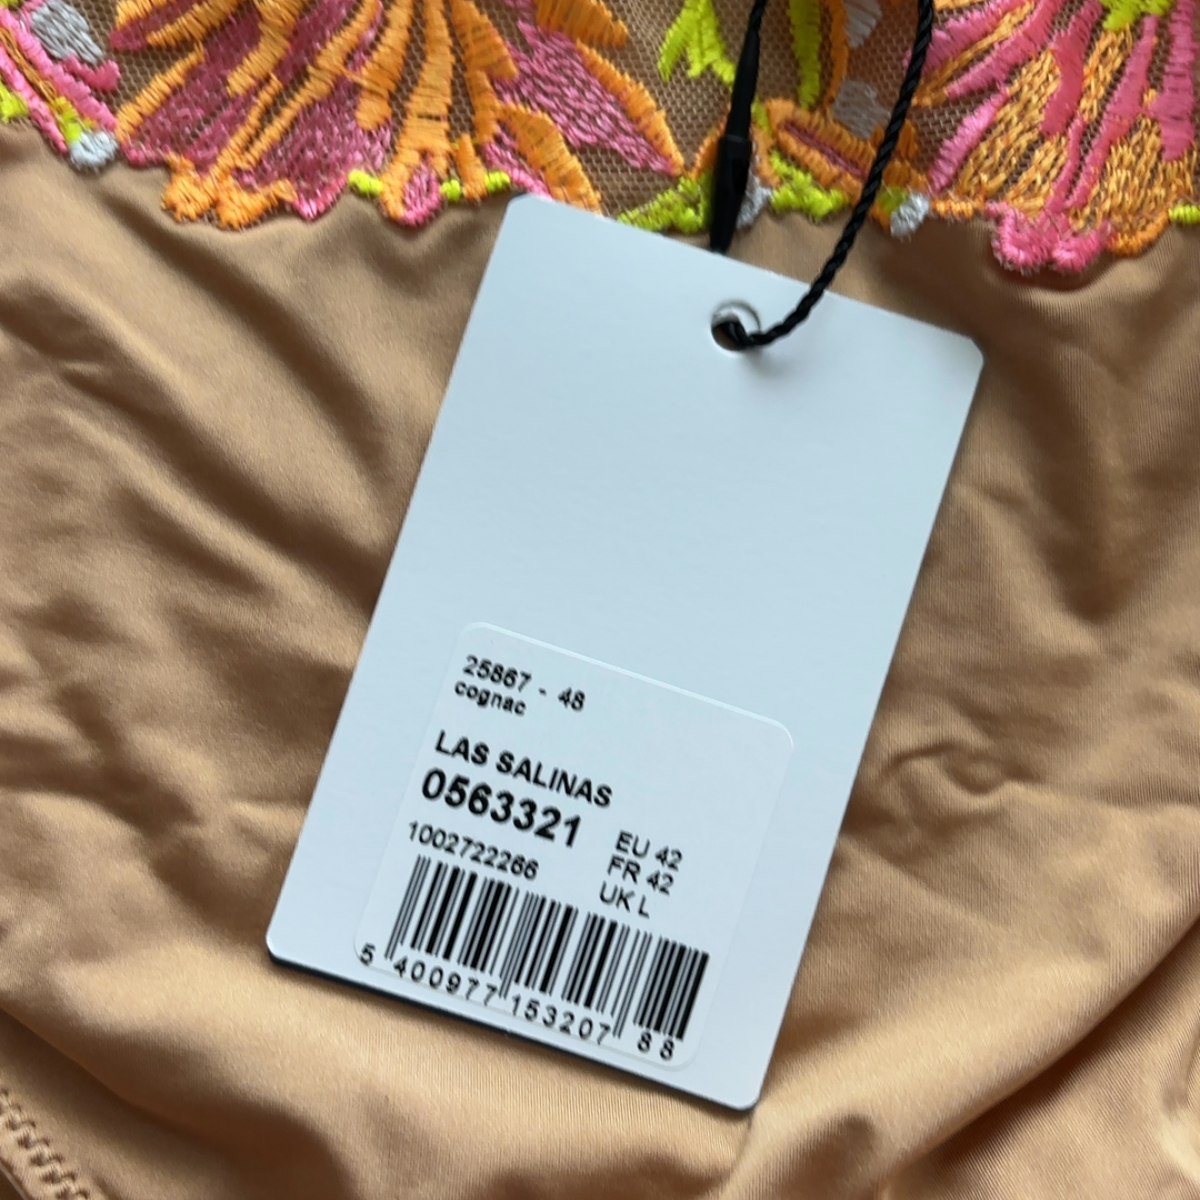 25867 - 48
cognac
LAS SALINAS
0563321
1002722266
EU 42
FR 42
UK L
5 400977 153207 88